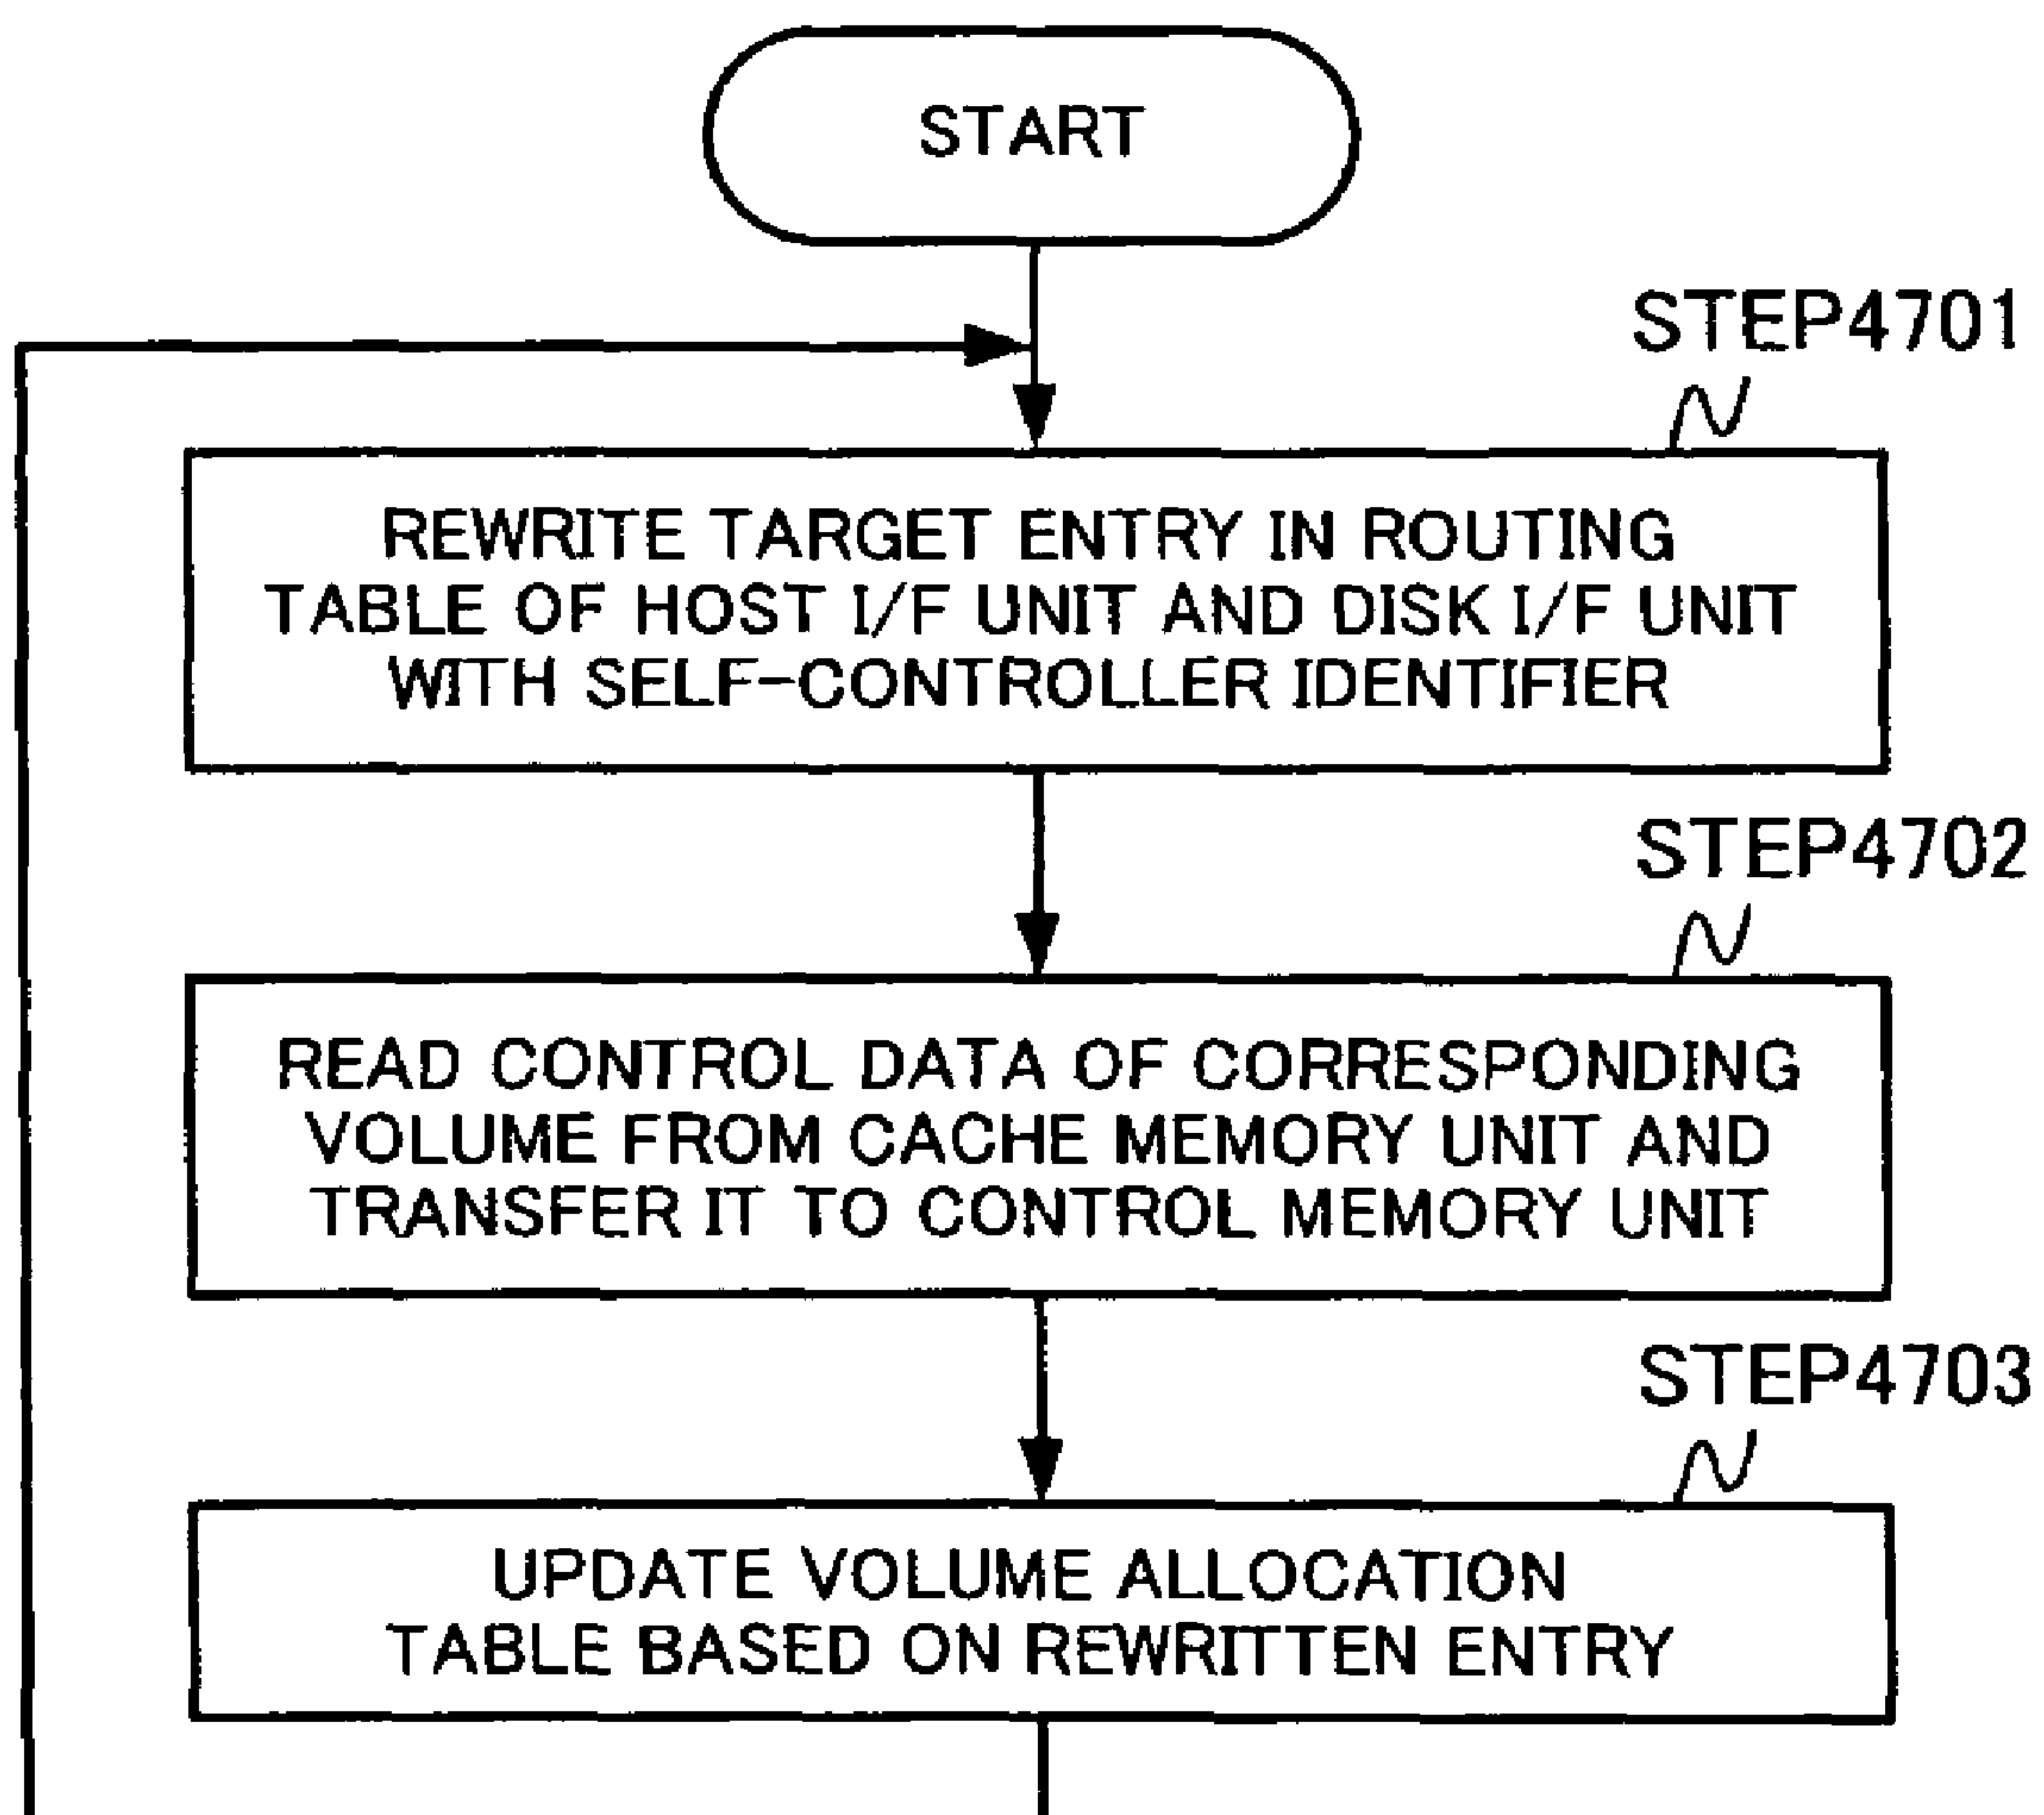 START
STEP4701
REWRITE TARGET ENTRY IN ROUTING
TABLE OF HOST I/F UNIT AND DISK I/F UNIT
WITH SELF-CONTROLLER IDENTIFIER
STEP4702
READ CONTROL DATA OF CORRESPONDING
VOLUME FROM CACHE MEMORY UNIT AND
TRANSFER IT TO CONTROL MEMORY UNIT
STEP4703
UPDATE VOLUME ALLOCATION
TABLE BASED ON REWRITTEN ENTRY